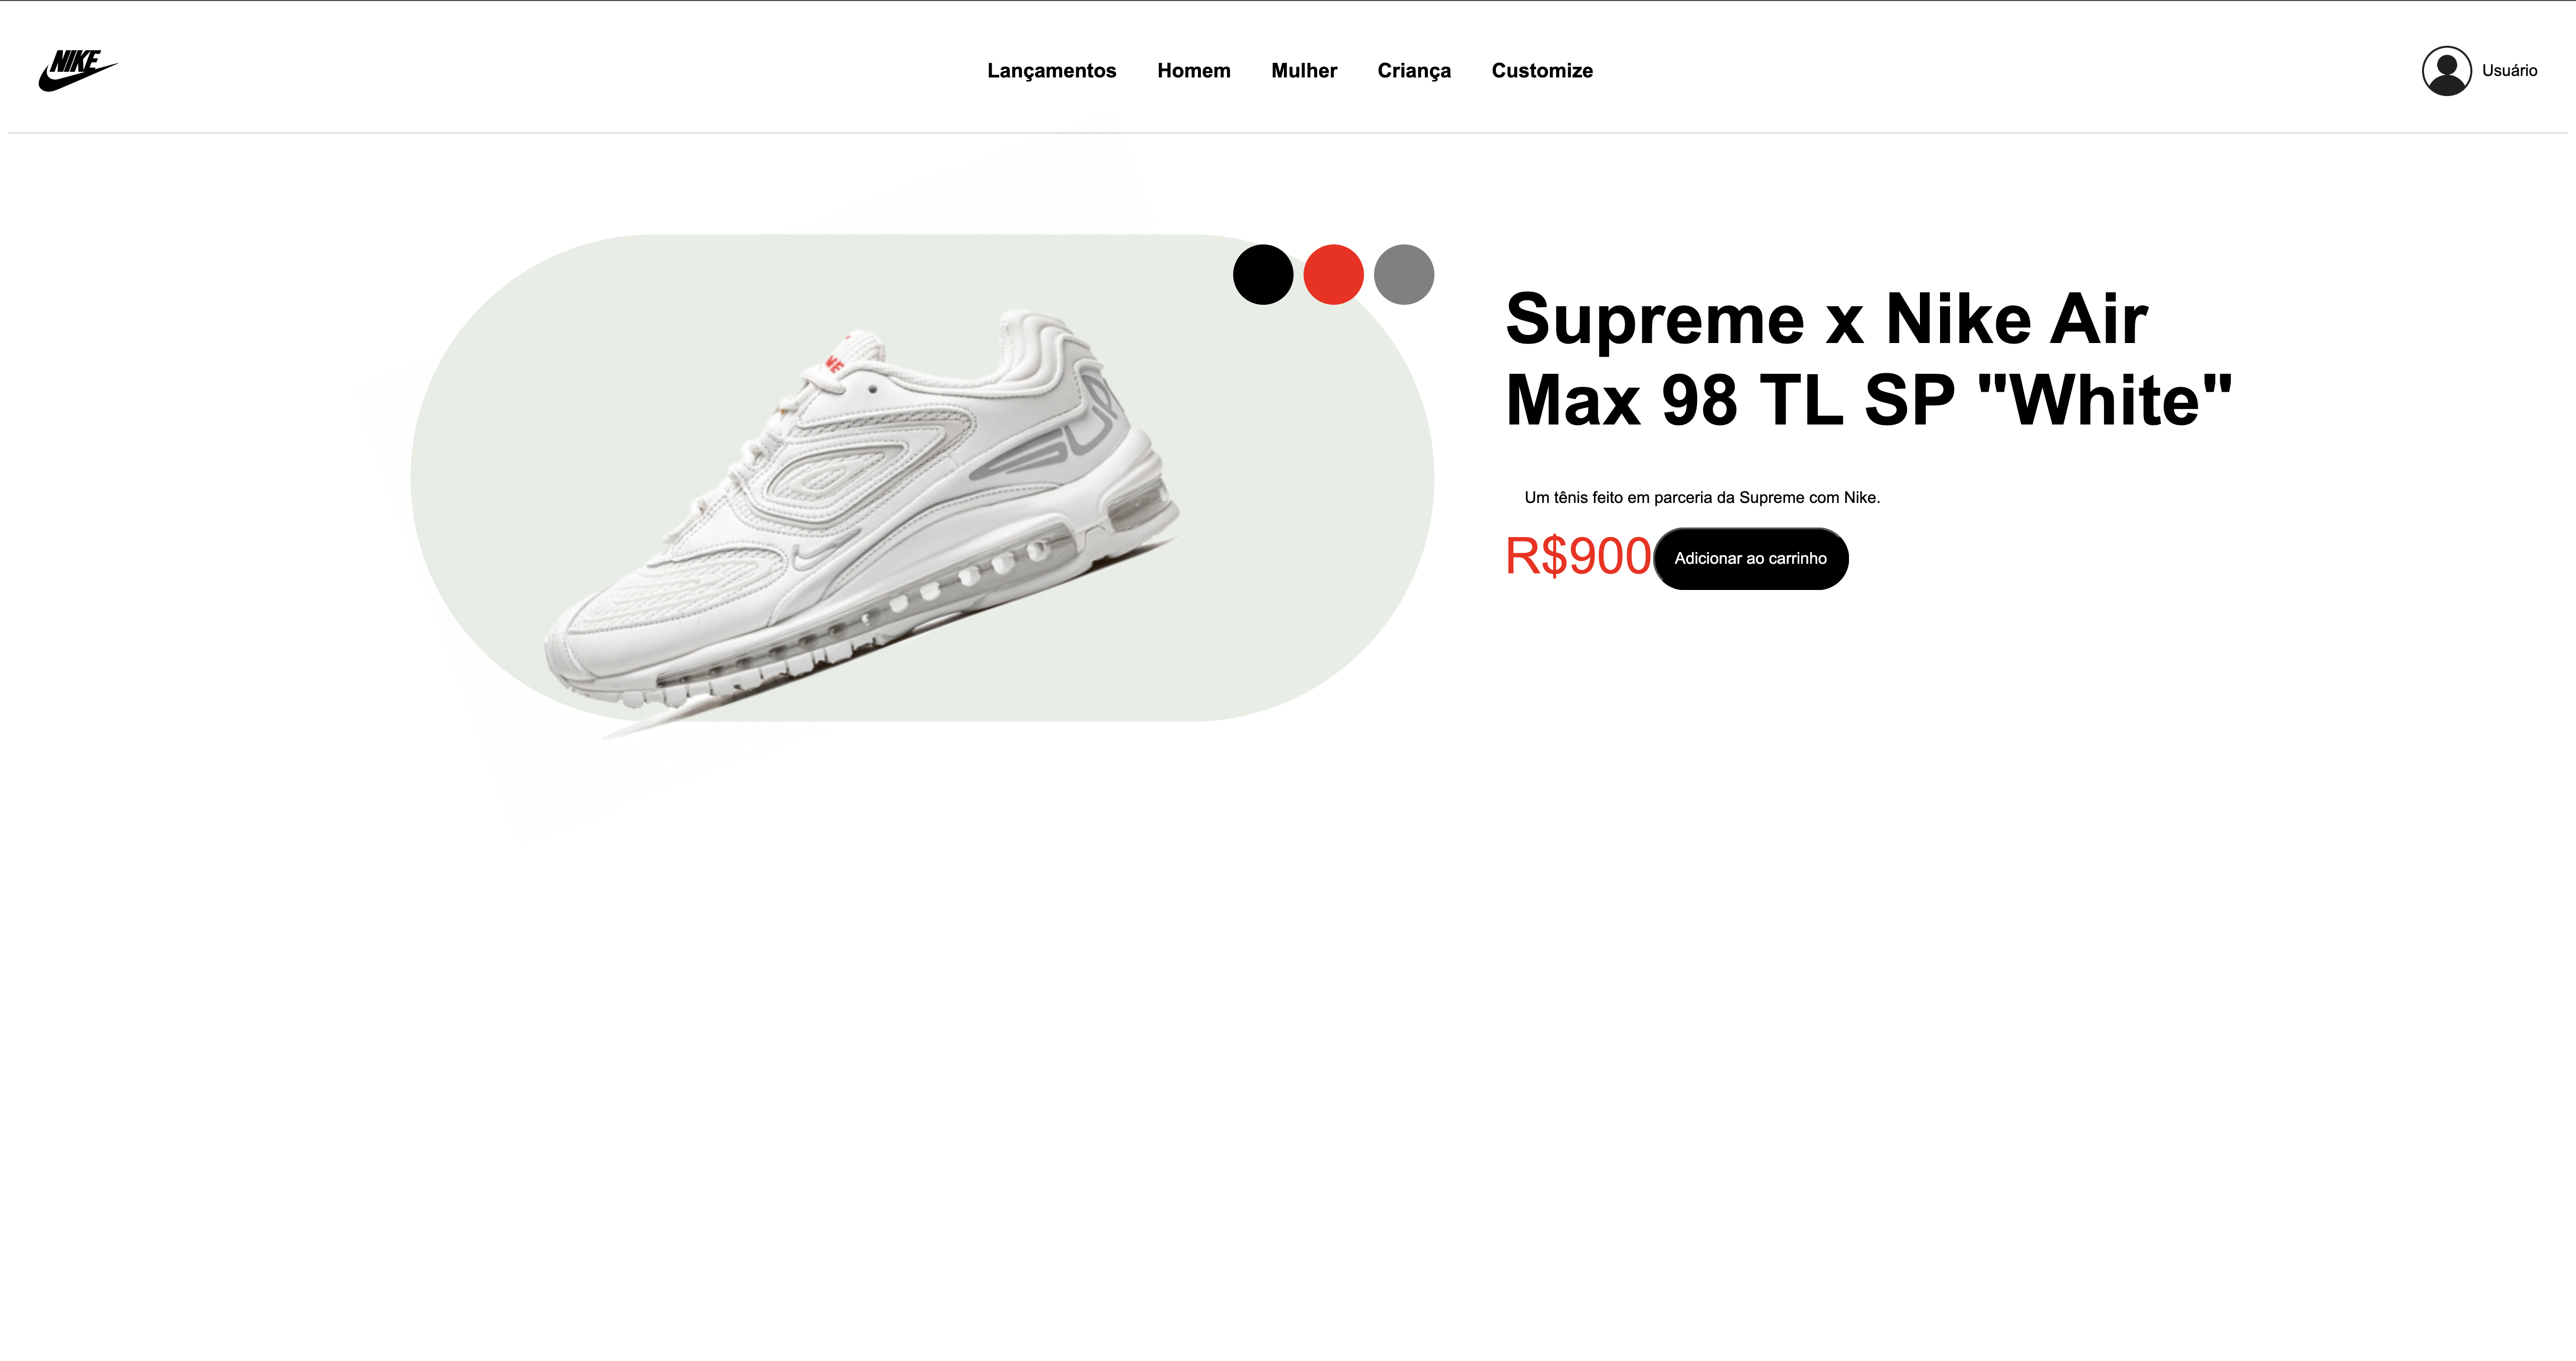 NIKE
Lançamentos Homem Mulher Criança Customize
Usuário
Supreme x Nike Air
Max 98 TL SP "White"
Um tênis feito em parceria da Supreme com Nike.
R$900 Adicionar ao carrinho